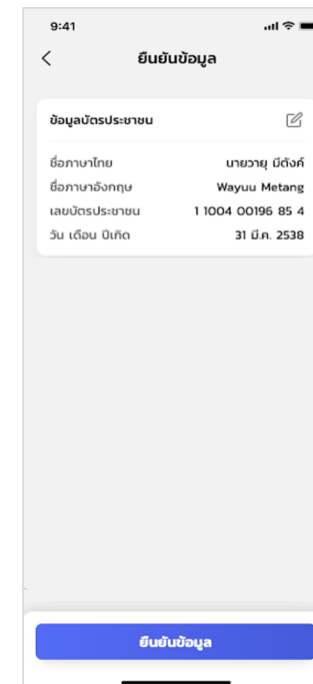 9:41
ยืนยันข้อมูล
ข้อมูลบัตรประชาชน
ชื่อภาษาไทย นายวายุ มีตังค์
ชื่อภาษาอังกฤษ Wayuu Metang
เลขบัตรประชาชน 1 1004 00196 85 4
วัน เดือน ปีเกิด 31 มี.ค. 2538
ยืนยันข้อมูล